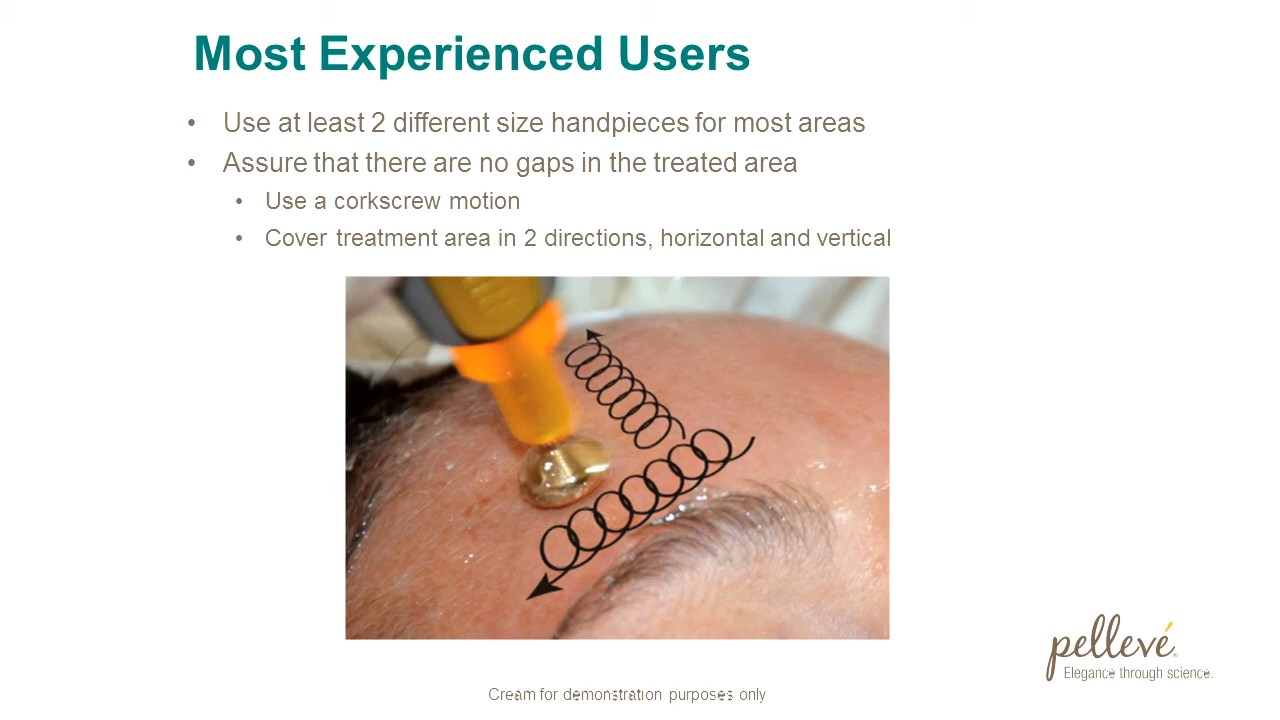 Most Experienced Users
• Use at least 2 different size handpieces for most areas
• Assure that there are no gaps in the treated area
• Use a corkscrew motion
• Cover treatment area in 2 directions, horizontal and vertical
pellevé®
Elegance through science.
Cream for demonstration purposes only